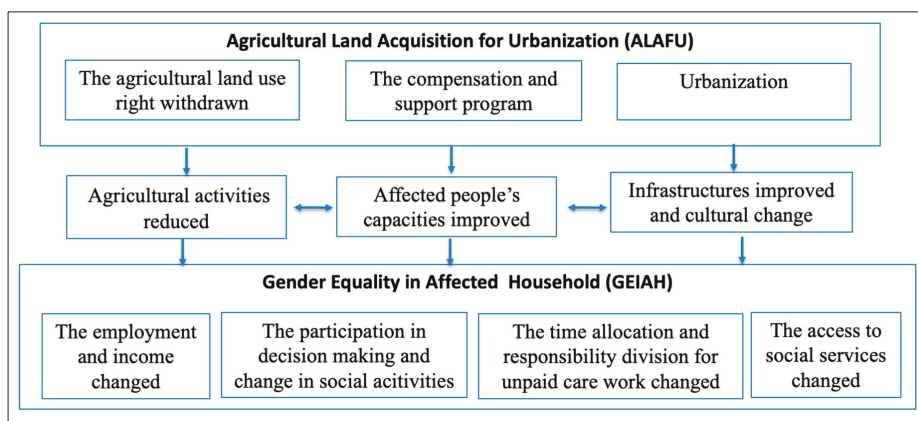 Agricultural Land Acquisition for Urbanization (ALAFU)
The agricultural land use
right withdrawn
The compensation and
support program
Urbanization
Agricultural activities
reduced
Affected people's
capacities improved
Infrastructures improved
and cultural change
Gender Equality in Affected Household (GEIAH)
The employment
and income
changed
The participation in
decision making and
change in social acitivities
The time allocation and
responsibility division for
unpaid care work changed
The access to
social services
changed